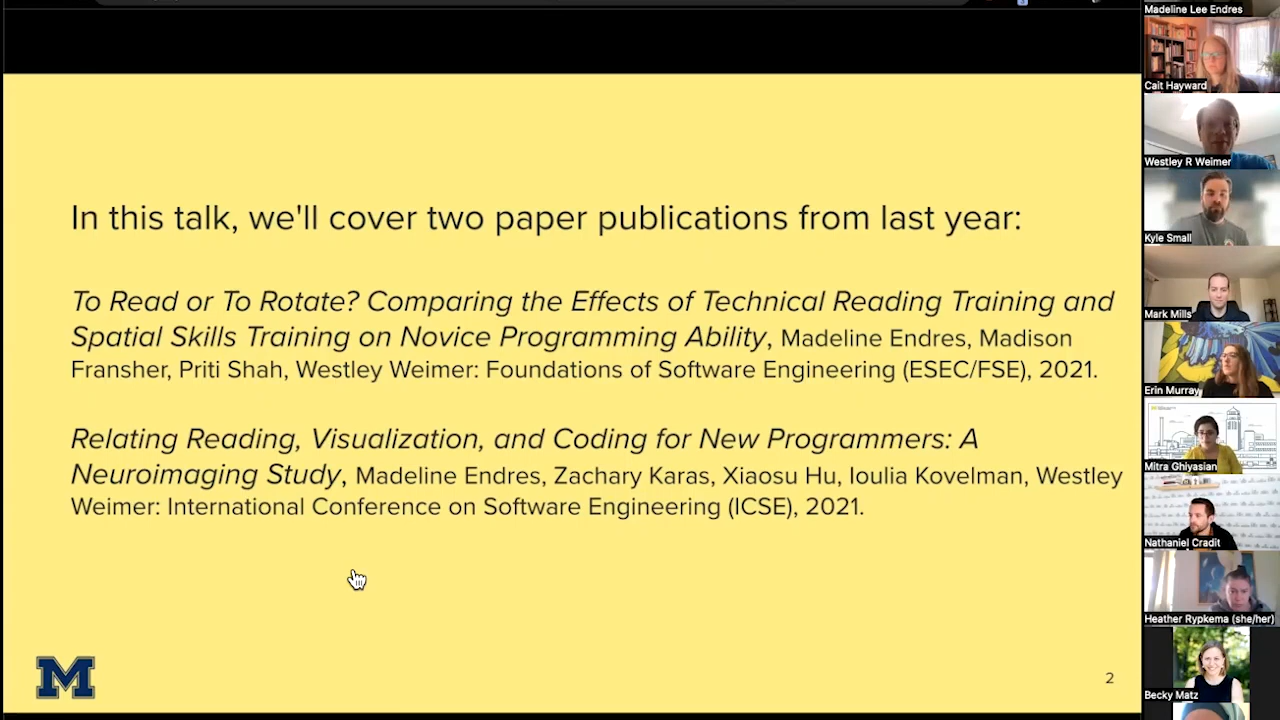 In this talk, we'll cover two paper publications from last year:
To Read or To Rotate? Comparing the Effects of Technical Reading Training and
Spatial Skills Training on Novice Programming Ability, Madeline Endres, Madison
Fransher, Priti Shah, Westley Weimer: Foundations of Software Engineering (ESEC/FSE), 2021.
Relating Reading, Visualization, and Coding for New Programmers: A
Neuroimaging Study, Madeline Endres, Zachary Karas, Xiaosu Hu, Ioulia Kovelman, Westley
Weimer: International Conference on Software Engineering (ICSE), 2021.
M
2
Madeline Lee Endres
Cait Hayward
Westley R Weimer
Kyle Small
Mark Mills
Erin Murray
Mitra Ghiyasian
Nathaniel Cradit
Heather Rypkema (she/her)
Becky Matz